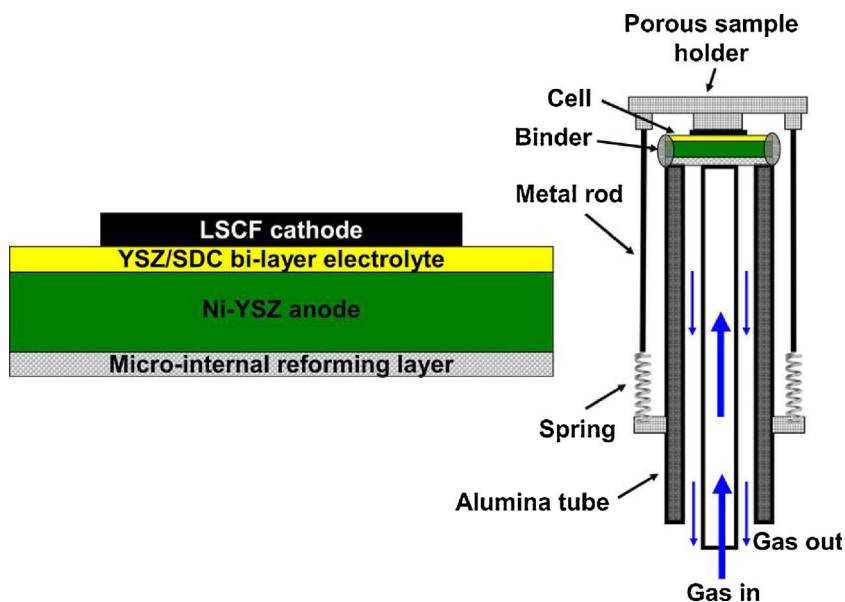 LSCF cathode
YSZ/SDC bi-layer electrolyte
Ni-YSZ anode
Micro-internal reforming layer
Porous sample
holder
Cell
Binder
Metal rod
Spring
Alumina tube
Gas out
Gas in